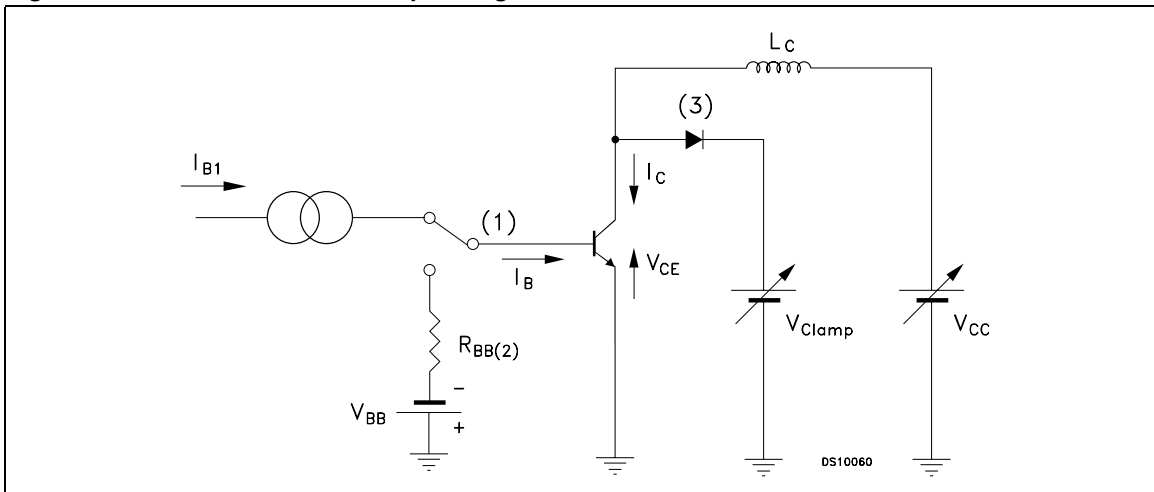 L_C
(3)
I_B1
I_C
(1)
I_B
V_CE
V_Clamp
V_CC
R_BB(2)
-
V_BB
+
DS10060